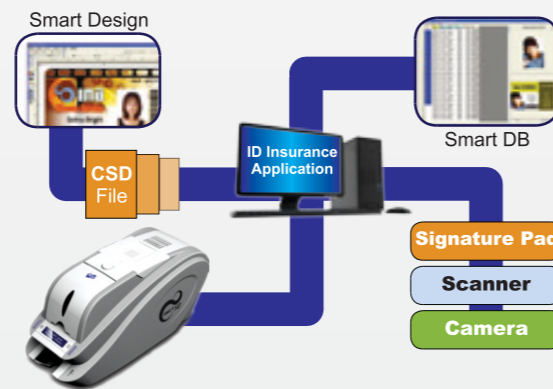 Smart Design
Smart DB
CSD
File
ID Insurance
Application
Signature Pad
Scanner
Camera